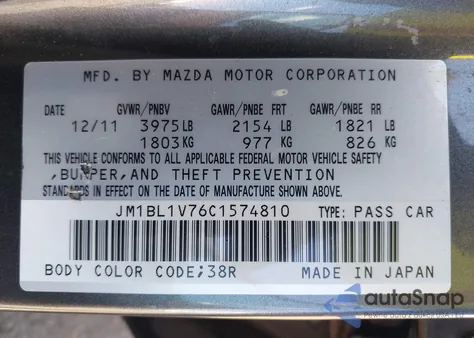 MFD. BY MAZDA MOTOR CORPORATION
DATE GVWR/PNBV GAWR/PNBE FRT GAWR/PNBE RR
12/11 3975 LB 2154 LB 1821 LB
1803 KG 977 KG 826 KG
THIS VEHICLE CONFORMS TO ALL APPLICABLE FEDERAL MOTOR VEHICLE SAFETY
,BUMPER,AND THEFT PREVENTION
STANDARDS IN EFFECT ON THE DATE OF MANUFACTURE SHOWN ABOVE.
JM1BL1V76C1574810 TYPE: PASS CAR
BODY COLOR CODE;38R MADE IN JAPAN
autoSnap